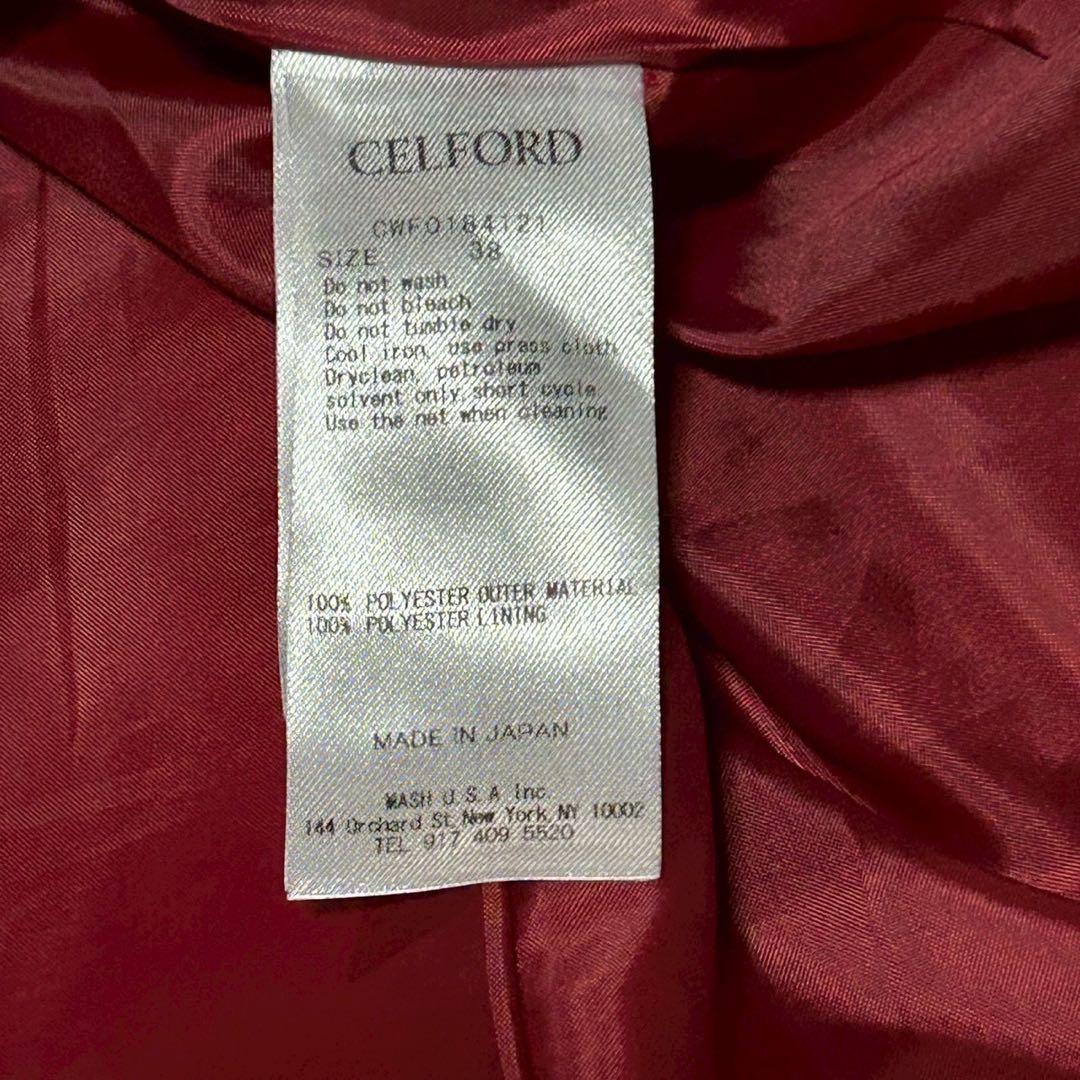 CELFORD
CWFO184121
SIZE 38
Do not wash
Do not bleach
Do not tumble dry
Cool iron, use press cloth
Dryclean, petroleum
solvent only, short cycle
Use the net when cleaning
100% POLYESTER OUTER MATERIAL
100% POLYESTER LINING
MADE IN JAPAN
MASH U.S.A Inc.
144 Orchard St, New York, NY 10002
TEL 917 409 5520